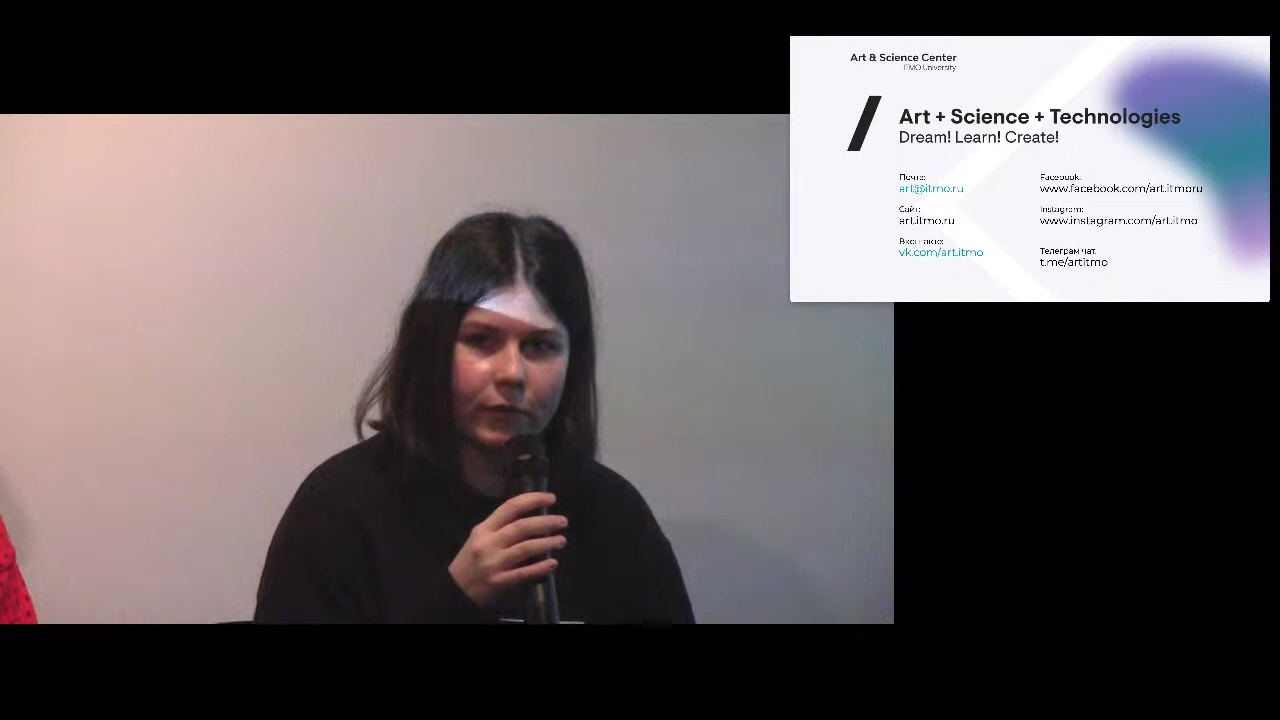 Art & Science Center
ITMO University
Art + Science + Technologies
Dream! Learn! Create!
Почта:
art@itmo.ru
Сайт:
art.itmo.ru
Вконтакте:
vk.com/art.itmo
Facebook:
www.facebook.com/art.itmoru
Instagram:
www.instagram.com/art.itmo
Телеграм чат:
t.me/artitmo